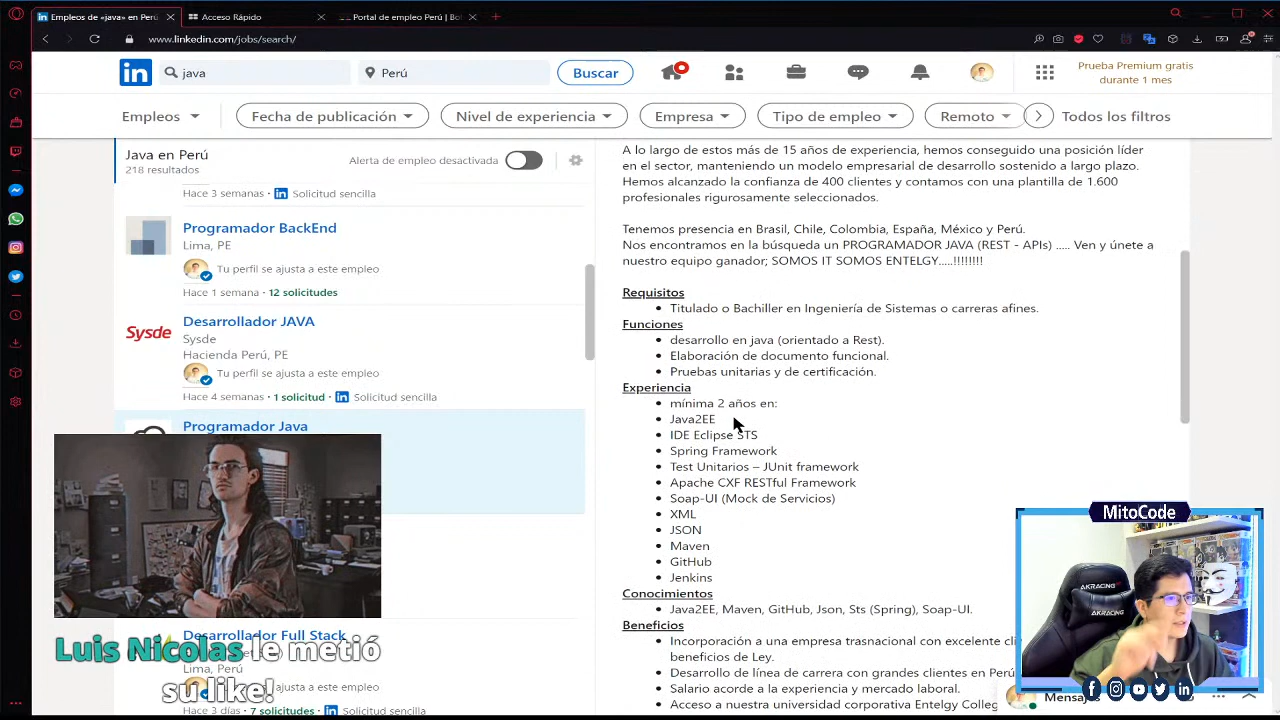 Empleos de «java» en Perú
Acceso Rápido
Portal de empleo Perú | Bo
www.linkedin.com/jobs/search/
in
java
Perú
Buscar
Prueba Premium gratis
durante 1 mes
Empleos
Fecha de publicación
Nivel de experiencia
Empresa
Tipo de empleo
Remoto
Todos los filtros
Java en Perú
218 resultados
Alerta de empleo desactivada
Hace 3 semanas · in Solicitud sencilla
Programador BackEnd
Lima, PE
Tu perfil se ajusta a este empleo
Hace 1 semana · 12 solicitudes
Sysde
Desarrollador JAVA
Sysde
Hacienda Perú, PE
Tu perfil se ajusta a este empleo
Hace 4 semanas · 1 solicitud · in Solicitud sencilla
Programador Java
Desarrollador Full Stack
Lima, Perú
Hace 3 días · 7 solicitudes · in Solicitud sencilla
Luis Nicolas le metió
su like!
A lo largo de estos más de 15 años de experiencia, hemos conseguido una posición líder
en el sector, manteniendo un modelo empresarial de desarrollo sostenido a largo plazo.
Hemos alcanzado la confianza de 400 clientes y contamos con una plantilla de 1.600
profesionales rigurosamente seleccionados.
Tenemos presencia en Brasil, Chile, Colombia, España, México y Perú.
Nos encontramos en la búsqueda un PROGRAMADOR JAVA (REST - APIs) ..... Ven y únete a
nuestro equipo ganador; SOMOS IT SOMOS ENTELGY.....!!!!!!!!
Requisitos
• Titulado o Bachiller en Ingeniería de Sistemas o carreras afines.
Funciones
• desarrollo en java (orientado a Rest).
• Elaboración de documento funcional.
• Pruebas unitarias y de certificación.
Experiencia
• mínima 2 años en:
• Java2EE
• IDE Eclipse STS
• Spring Framework
• Test Unitarios – JUnit framework
• Apache CXF RESTful Framework
• Soap-UI (Mock de Servicios)
• XML
• JSON
• Maven
• GitHub
• Jenkins
Conocimientos
• Java2EE, Maven, GitHub, Json, Sts (Spring), Soap-UI.
Beneficios
• Incorporación a una empresa trasnacional con excelente cli
beneficios de Ley.
• Desarrollo de línea de carrera con grandes clientes en Perú
• Salario acorde a la experiencia y mercado laboral.
• Acceso a nuestra universidad corporativa Entelgy Colleg
MitoCode
AKRACING
AKRACING
Mensajes